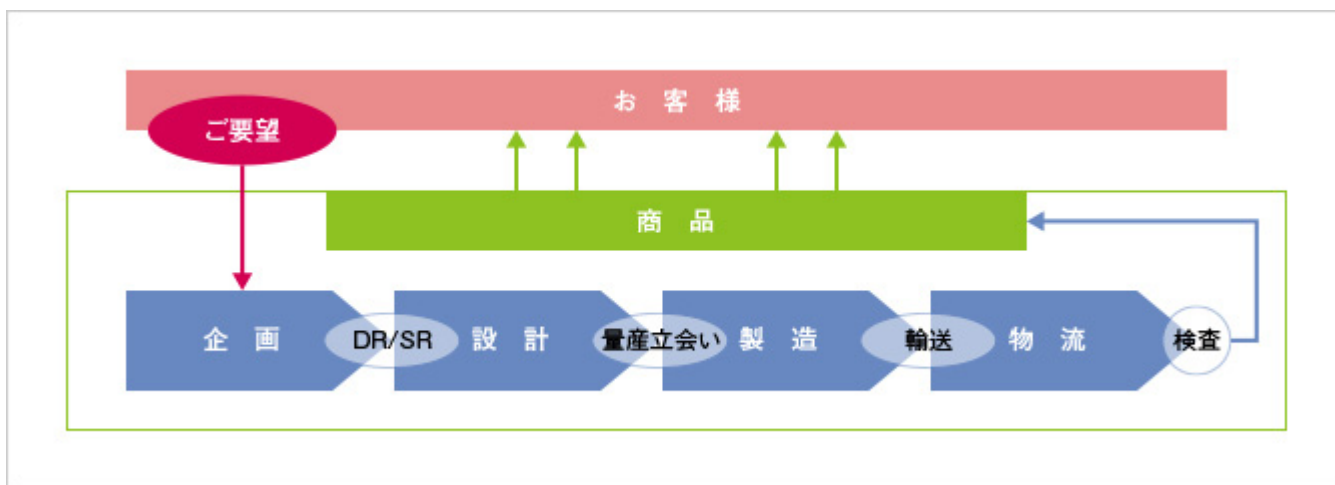 お客様
ご要望
商品
企画
DR/SR
設計
量産立会い
製造
輸送
物流
検査